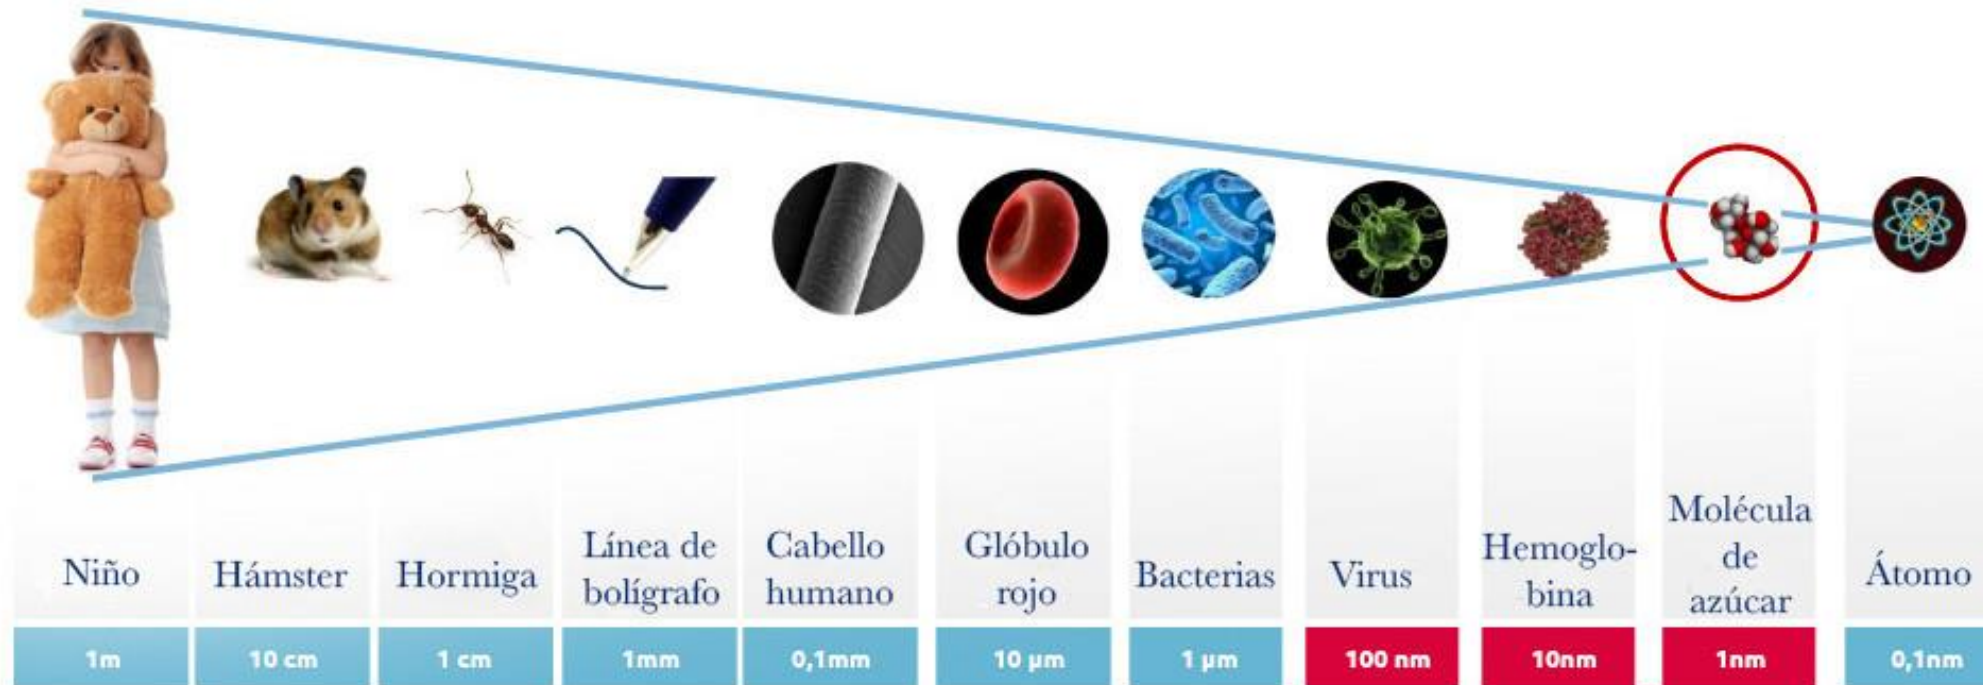 Niño
Hámster
Hormiga
Línea de
bolígrafo
Cabello
humano
Glóbulo
rojo
Bacterias
Virus
Hemoglo-
bina
Molécula
de
azúcar
Átomo
1m
10 cm
1 cm
1mm
0,1mm
10 µm
1 µm
100 nm
10nm
1nm
0,1nm